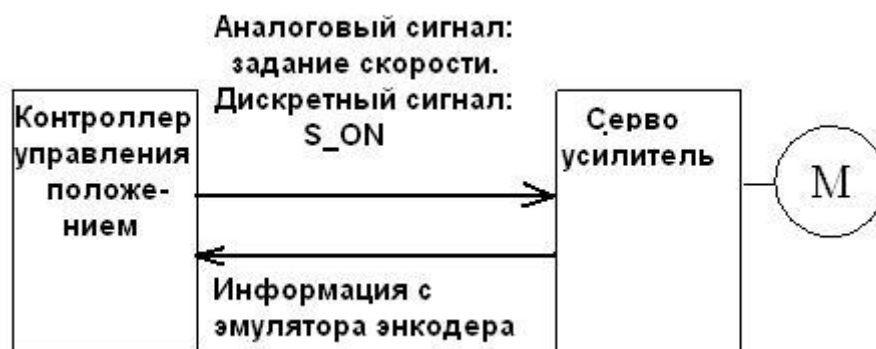 Аналоговый сигнал:
задание скорости.
Дискретный сигнал:
S_ON
Контроллер
управления
положе-
нием
Серво
усилитель
M
Информация с
эмулятора энкодера